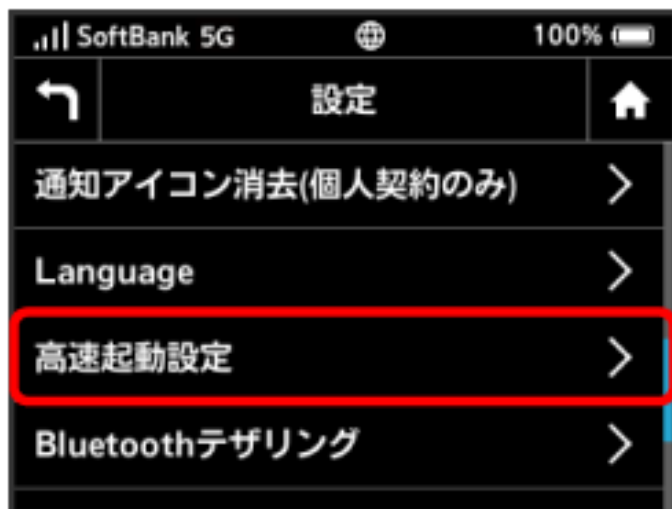 SoftBank 5G 100%
設定
通知アイコン消去(個人契約のみ)
Language
高速起動設定
Bluetoothテザリング